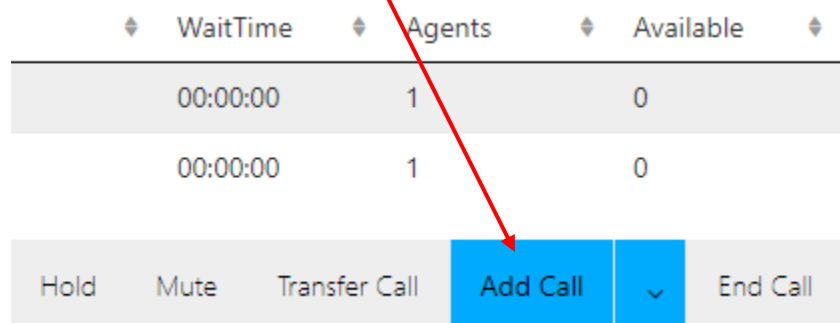 WaitTime Agents Available
00:00:00 1 0
00:00:00 1 0
Hold Mute Transfer Call Add Call End Call